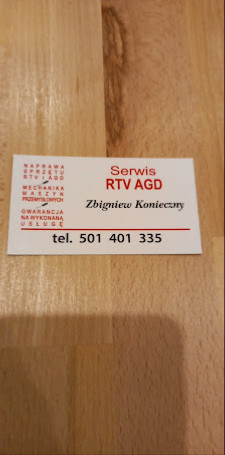 NAPRAWA
SPRZĘTU
RTV i AGD
MECHANIKA
MASZYN
PRZEMYSŁOWYCH
GWARANCJA
NA WYKONANĄ
USŁUGĘ
Serwis
RTV AGD
Zbigniew Konieczny
tel. 501 401 335